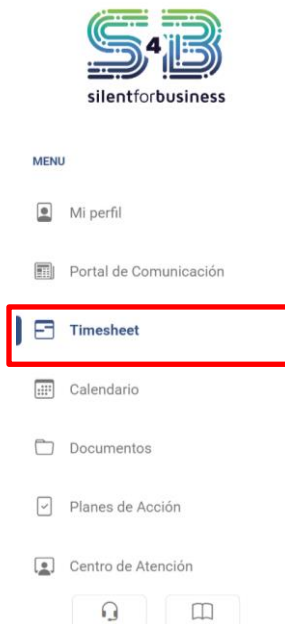 S4B
silentforbusiness
MENU
Mi perfil
Portal de Comunicación
Timesheet
Calendario
Documentos
Planes de Acción
Centro de Atención